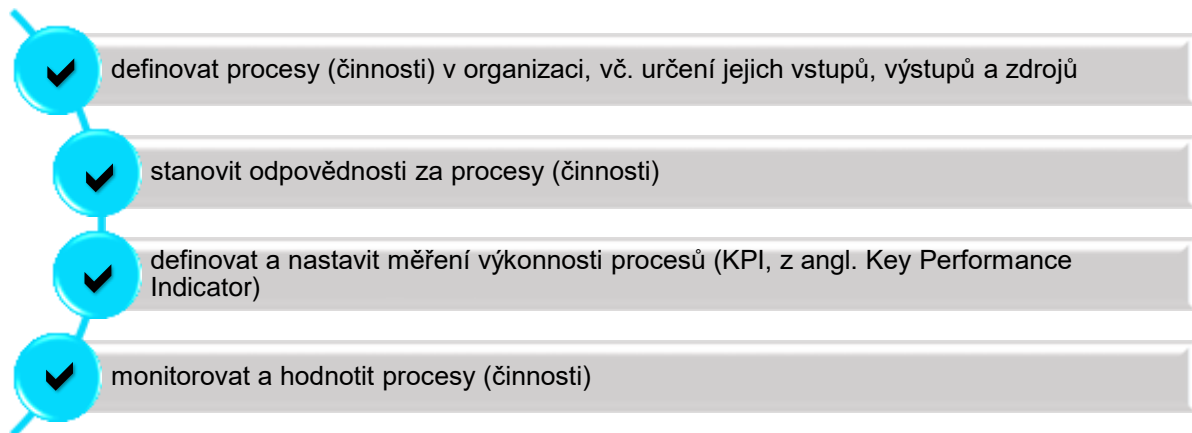 definovat procesy (činnosti) v organizaci, vč. určení jejich vstupů, výstupů a zdrojů
stanovit odpovědnosti za procesy (činnosti)
definovat a nastavit měření výkonnosti procesů (KPI, z angl. Key Performance
Indicator)
monitorovat a hodnotit procesy (činnosti)